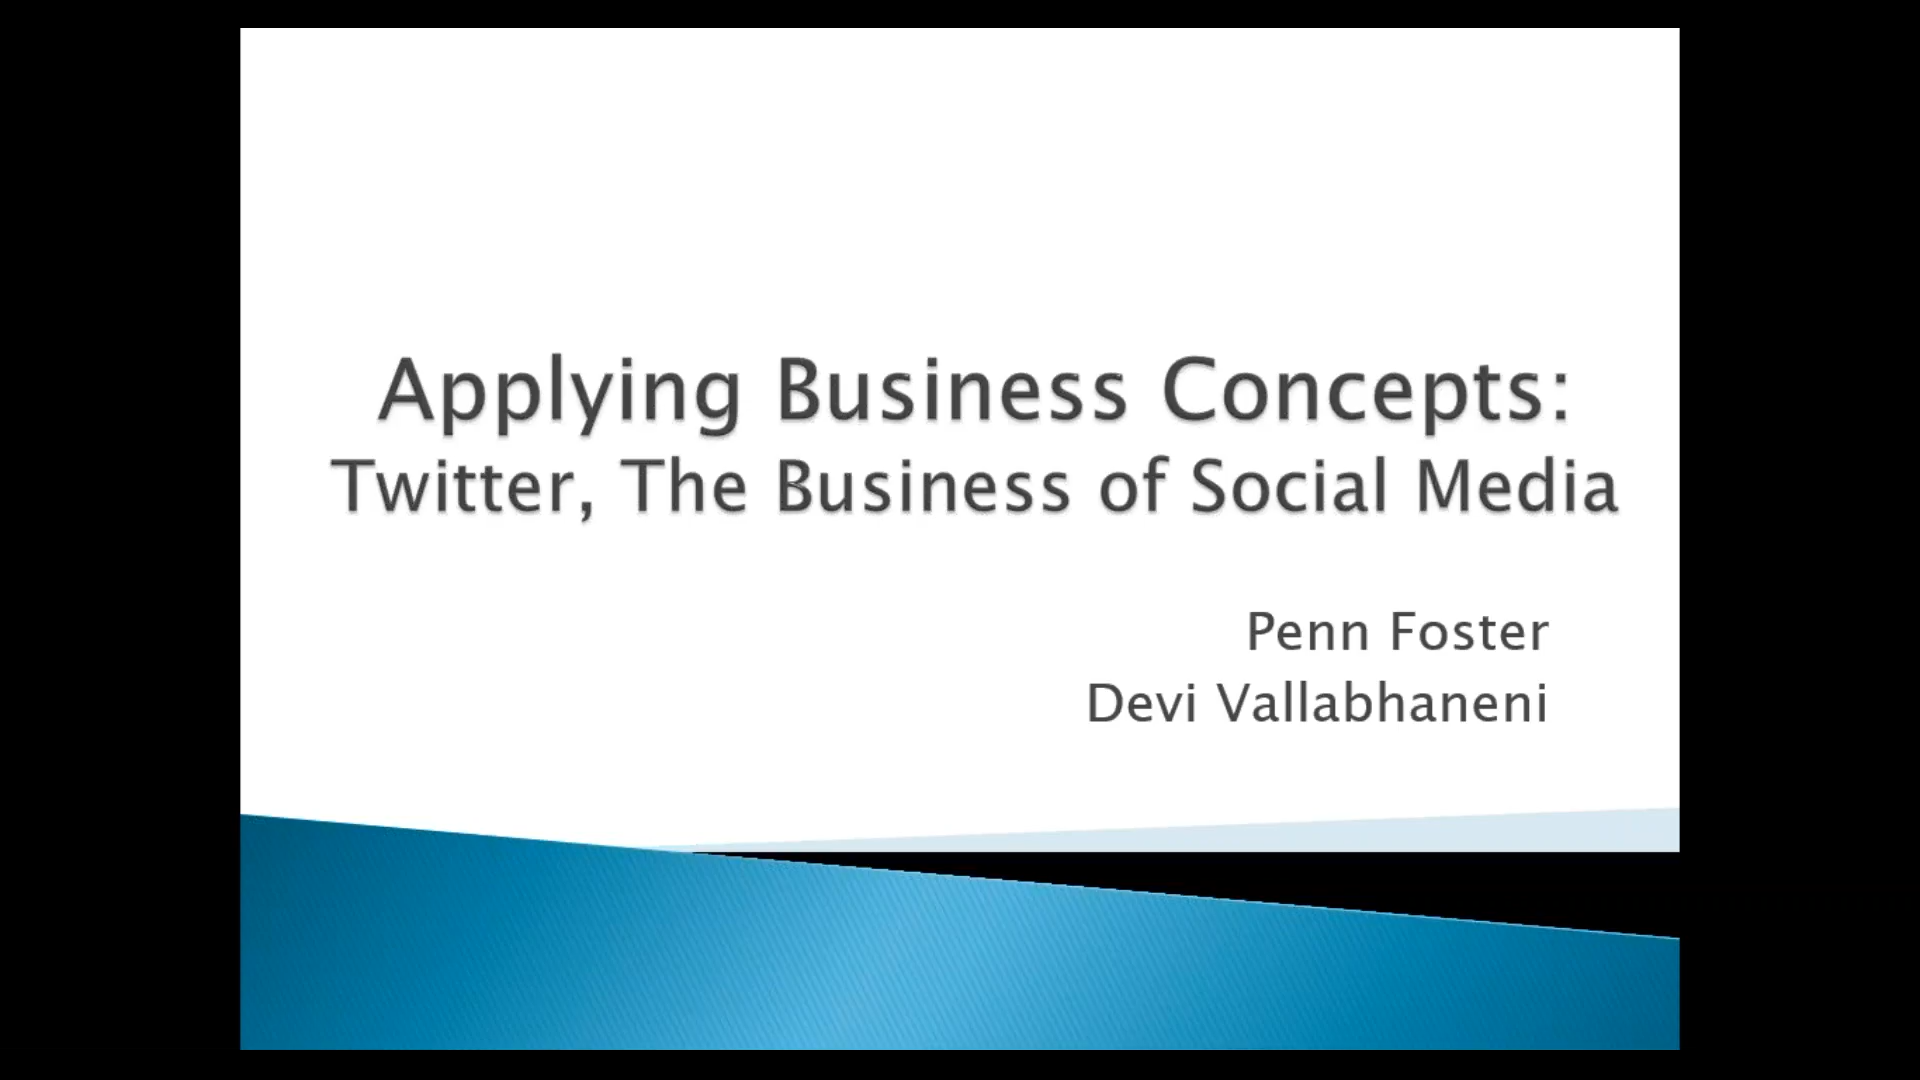 Applying Business Concepts:
Twitter, The Business of Social Media
Penn Foster
Devi Vallabhaneni